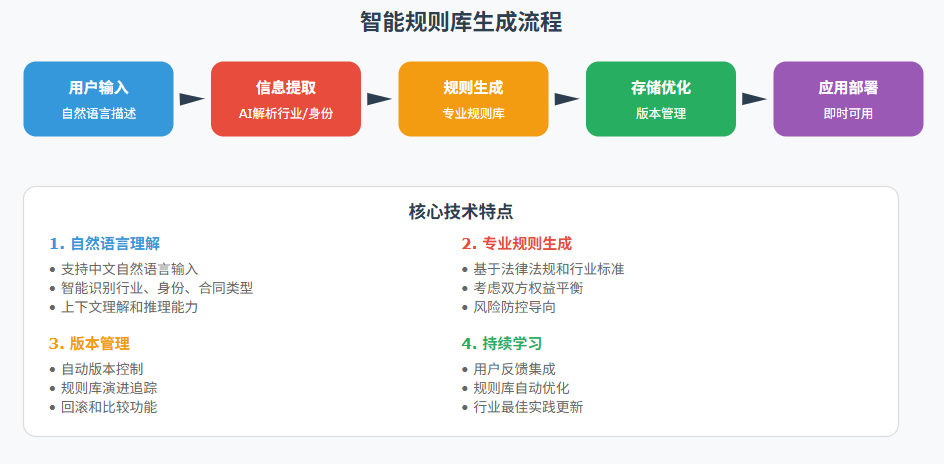 智能规则库生成流程
用户输入
自然语言描述
信息提取
AI解析行业/身份
规则生成
专业规则库
存储优化
版本管理
应用部署
即时可用
核心技术特点
1. 自然语言理解
• 支持中文自然语言输入
• 智能识别行业、身份、合同类型
• 上下文理解和推理能力
2. 专业规则生成
• 基于法律法规和行业标准
• 考虑双方权益平衡
• 风险防控导向
3. 版本管理
• 自动版本控制
• 规则库演进追踪
• 回滚和比较功能
4. 持续学习
• 用户反馈集成
• 规则库自动优化
• 行业最佳实践更新